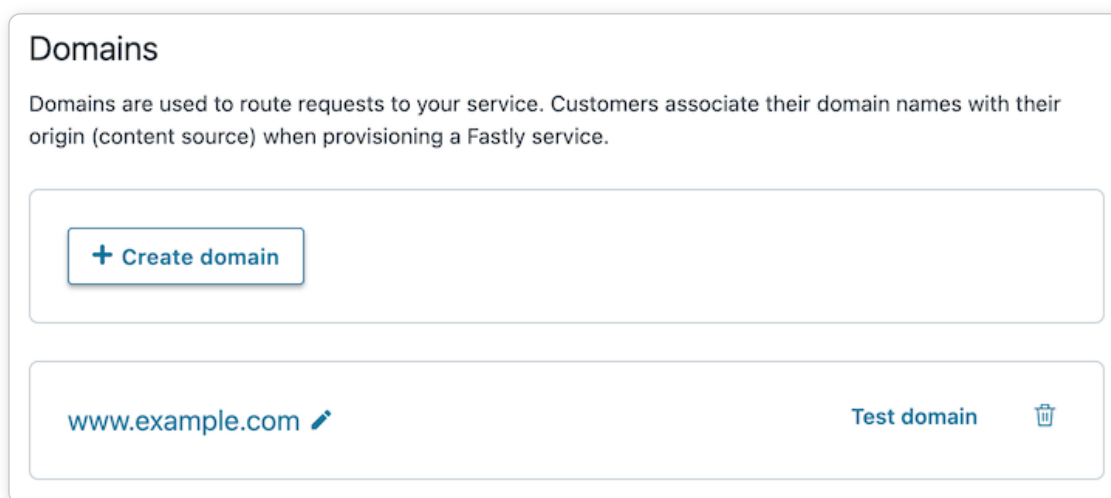 Domains
Domains are used to route requests to your service. Customers associate their domain names with their
origin (content source) when provisioning a Fastly service.
+ Create domain
www.example.com
Test domain